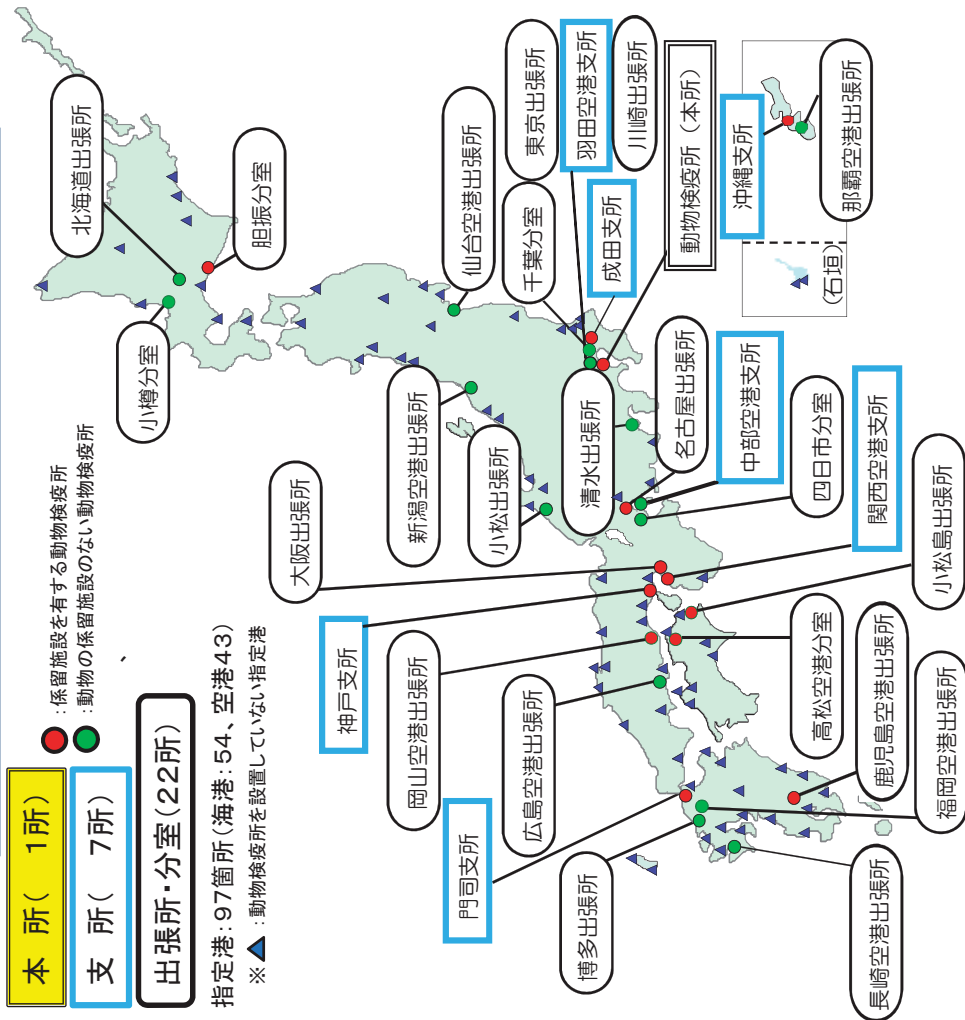 本 所( 1所)
支 所( 7所)
出張所・分室(22所)
:係留施設を有する動物検疫所
:動物の係留施設のない動物検疫所
、
指定港:97箇所(海港:54、空港43)
※▲:動物検疫所を設置していない指定港
北海道出張所
小樽分室
胆振分室
仙台空港出張所
新潟空港出張所
小松出張所
千葉分室
東京出張所
羽田空港支所
川崎出張所
成田支所
動物検疫所(本所)
清水出張所
名古屋出張所
中部空港支所
四日市分室
大阪出張所
関西空港支所
神戸支所
岡山空港出張所
広島空港出張所
小松島出張所
高松空港分室
門司支所
博多出張所
福岡空港出張所
鹿児島空港出張所
長崎空港出張所
沖縄支所
那覇空港出張所
(石垣)